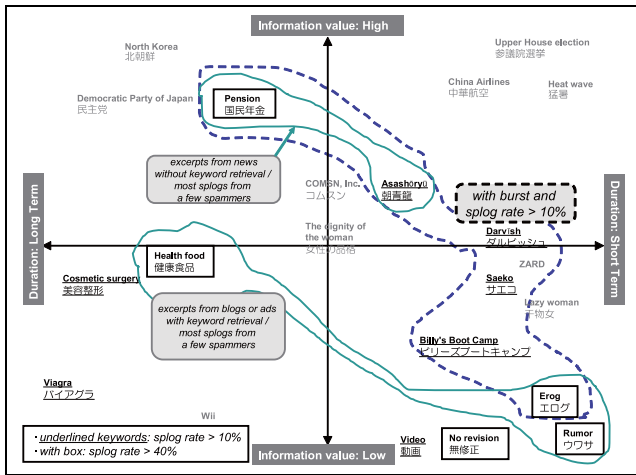 Information value: High
North Korea
北朝鮮
Upper House election
参議院選挙
China Airlines
中華航空
Heat wave
猛暑
Democratic Party of Japan
民主党
Pension
国民年金
excerpts from news
without keyword retrieval /
most splogs from
a few spammers
COMSN, Inc.
コムスン
Asashōryū
朝青龍
with burst and
splog rate > 10%
The dignity of
the woman
女性の品格
Darvish
ダルビッシュ
Duration: Long Term
Duration: Short Term
Health food
健康食品
ZARD
Cosmetic surgery
美容整形
Saeko
サエコ
excerpts from blogs or ads
with keyword retrieval /
most splogs from
a few spammers
Lazy woman
干物女
Billy's Boot Camp
ビリーズブートキャンプ
Viagra
バイアグラ
Erog
エログ
Wii
・underlined keywords: splog rate > 10%
・with box: splog rate > 40%
Information value: Low
Video
動画
No revision
無修正
Rumor
ウワサ